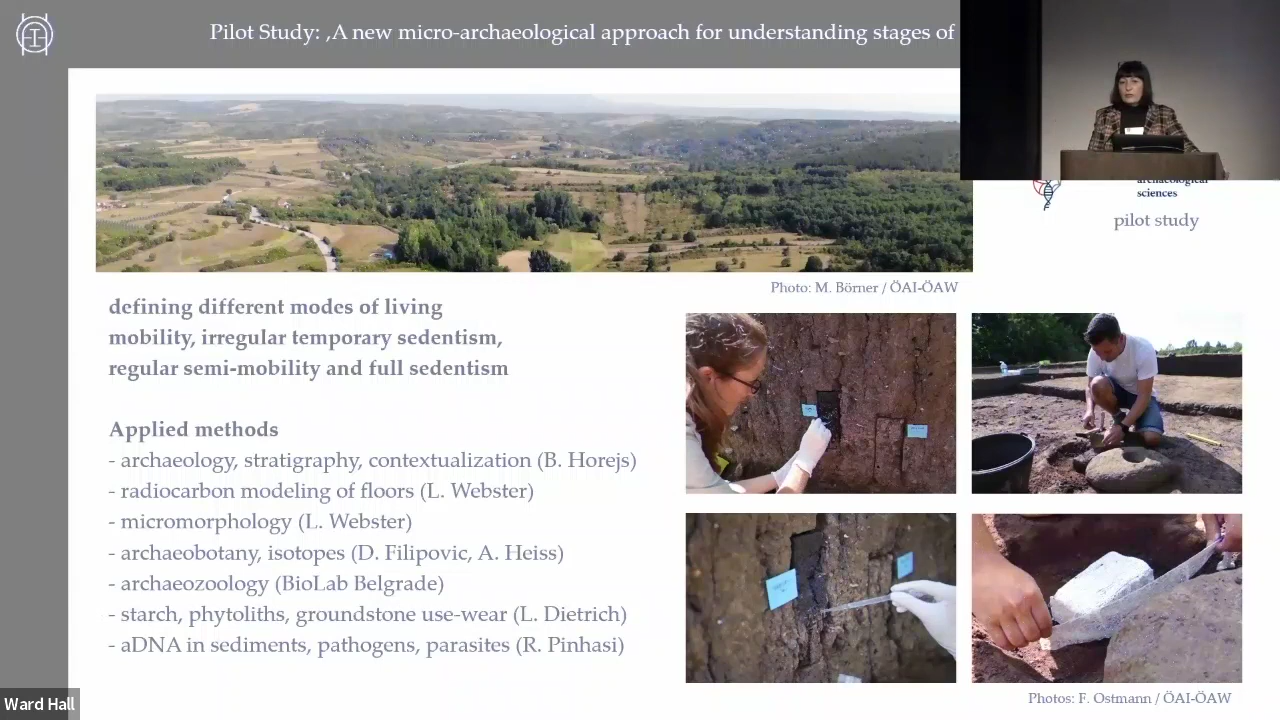 Pilot Study: ‚A new micro-archaeological approach for understanding stages of
archaeological
sciences
pilot study
Photo: M. Börner / ÖAI-ÖAW
defining different modes of living
mobility, irregular temporary sedentism,
regular semi-mobility and full sedentism
Applied methods
- archaeology, stratigraphy, contextualization (B. Horejs)
- radiocarbon modeling of floors (L. Webster)
- micromorphology (L. Webster)
- archaeobotany, isotopes (D. Filipovic, A. Heiss)
- archaeozoology (BioLab Belgrade)
- starch, phytoliths, groundstone use-wear (L. Dietrich)
- aDNA in sediments, pathogens, parasites (R. Pinhasi)
Photos: F. Ostmann / ÖAI-ÖAW
Ward Hall